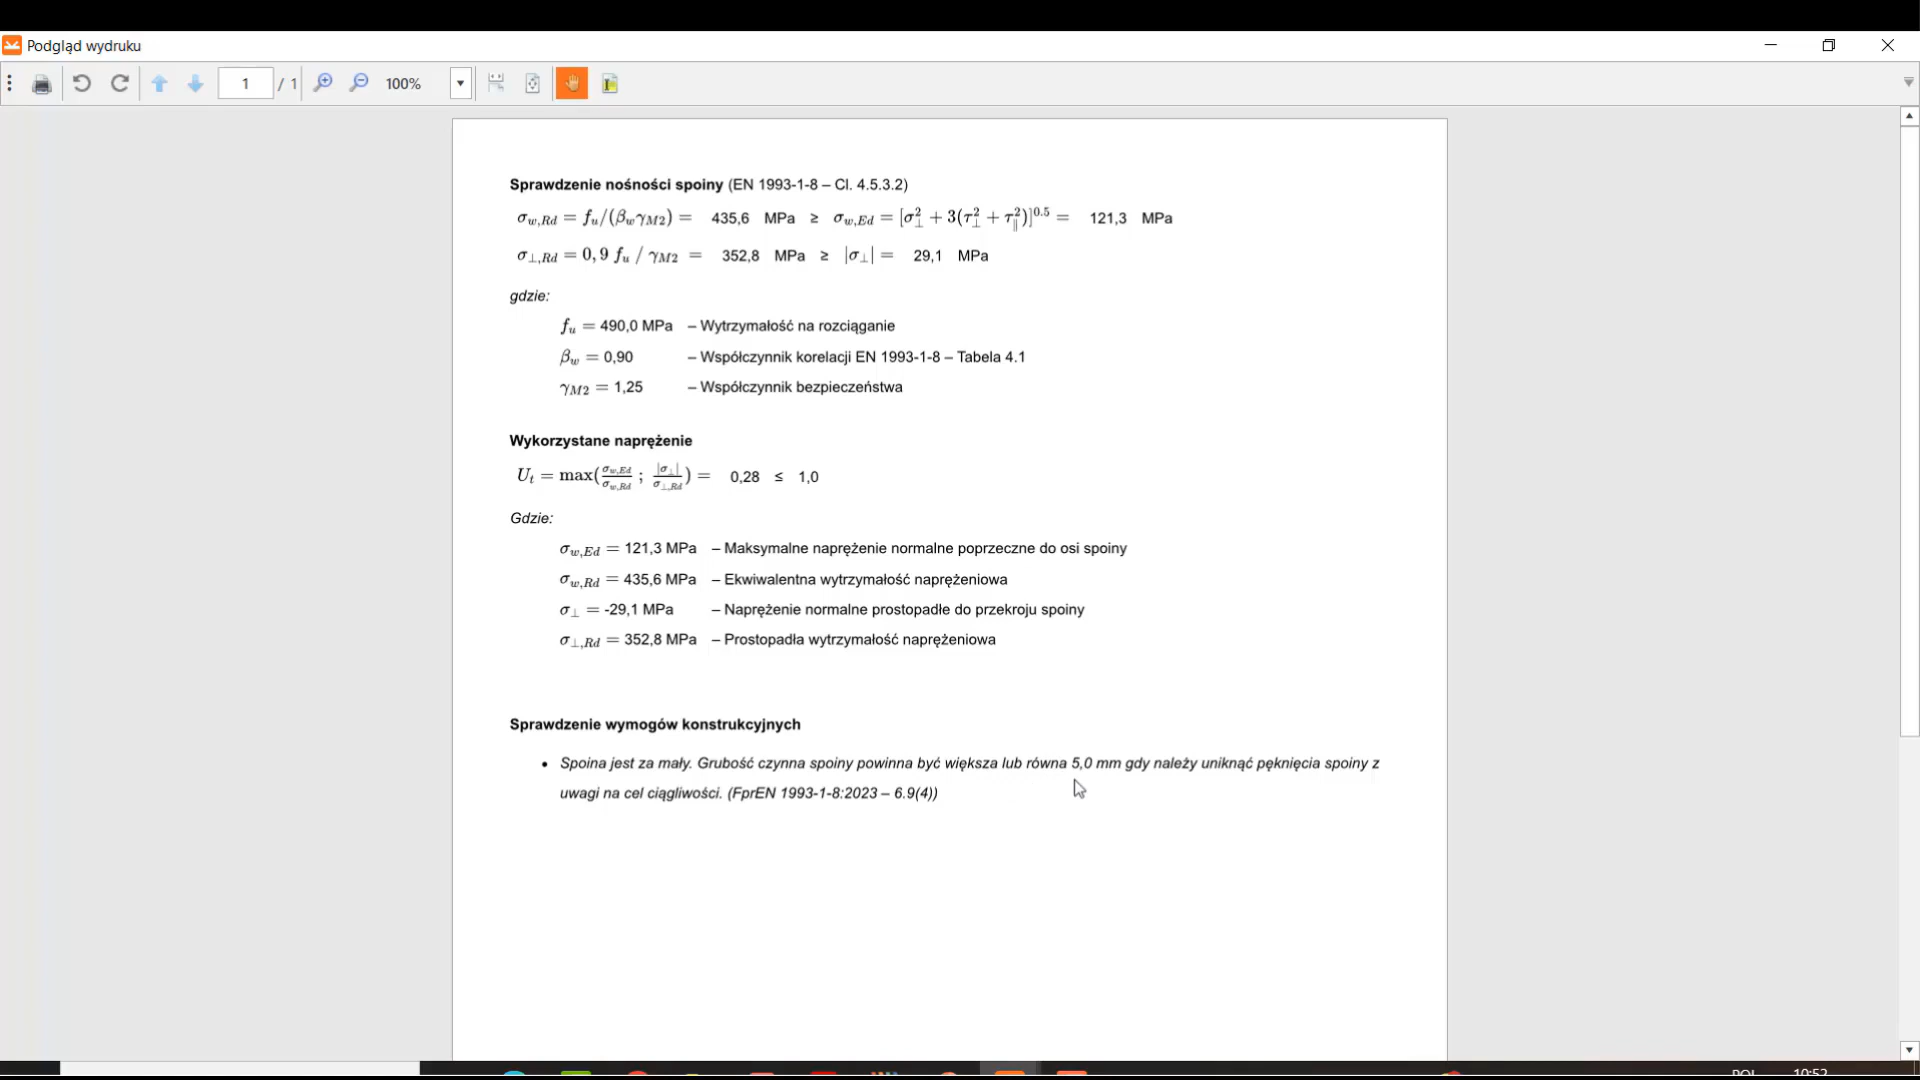 Podgląd wydruku
1 / 1 100%
Sprawdzenie nośności spoiny (EN 1993-1-8 – Cl. 4.5.3.2)
σw,Rd = fu/(βwγM2) = 435,6 MPa ≥ σw,Ed = [σ⊥² + 3(τ⊥² + τ∥²)]^0.5 = 121,3 MPa
σ⊥,Rd = 0,9 fu / γM2 = 352,8 MPa ≥ |σ⊥| = 29,1 MPa
gdzie:
fu = 490,0 MPa – Wytrzymałość na rozciąganie
βw = 0,90 – Współczynnik korelacji EN 1993-1-8 – Tabela 4.1
γM2 = 1,25 – Współczynnik bezpieczeństwa
Wykorzystane naprężenie
Ut = max(σw,Ed/σw,Rd ; |σ⊥|/σ⊥,Rd) = 0,28 ≤ 1,0
Gdzie:
σw,Ed = 121,3 MPa – Maksymalne naprężenie normalne poprzeczne do osi spoiny
σw,Rd = 435,6 MPa – Ekwiwalentna wytrzymałość naprężeniowa
σ⊥ = -29,1 MPa – Naprężenie normalne prostopadłe do przekroju spoiny
σ⊥,Rd = 352,8 MPa – Prostopadła wytrzymałość naprężeniowa
Sprawdzenie wymogów konstrukcyjnych
• Spoina jest za mały. Grubość czynna spoiny powinna być większa lub równa 5,0 mm gdy należy uniknąć pęknięcia spoiny z
uwagi na cel ciągliwości. (FprEN 1993-1-8:2023 – 6.9(4))
POL 10:52